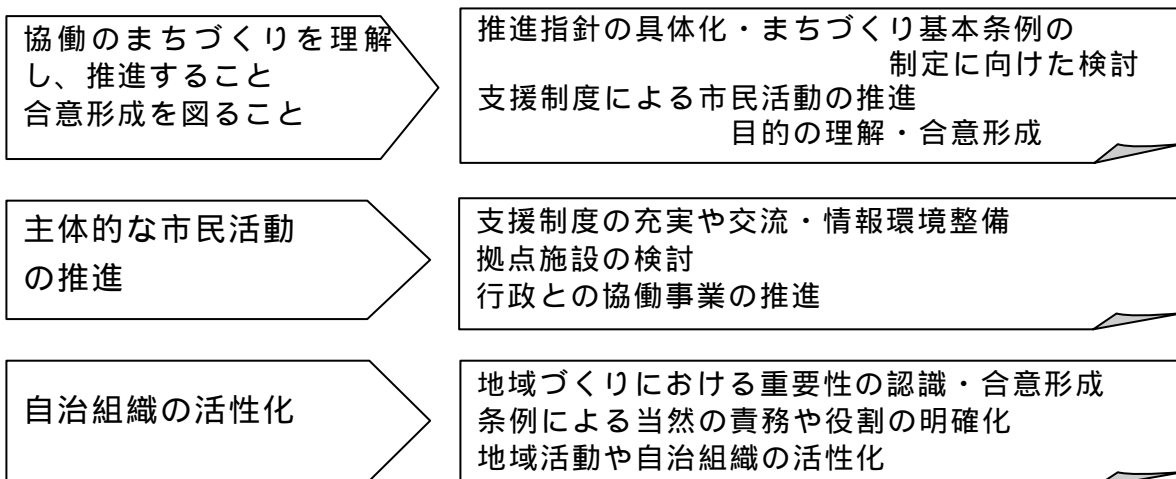 協働のまちづくりを理解
し、推進すること
合意形成を図ること
推進指針の具体化・まちづくり基本条例の
制定に向けた検討
支援制度による市民活動の推進
目的の理解・合意形成
主体的な市民活動
の推進
支援制度の充実や交流・情報環境整備
拠点施設の検討
行政との協働事業の推進
自治組織の活性化
地域づくりにおける重要性の認識・合意形成
条例による当然の責務や役割の明確化
地域活動や自治組織の活性化